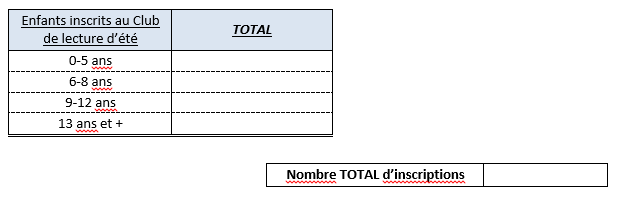 Enfants inscrits au Club
de lecture d'été
TOTAL
0-5 ans
6-8 ans
9-12 ans
13 ans et +
Nombre TOTAL d'inscriptions